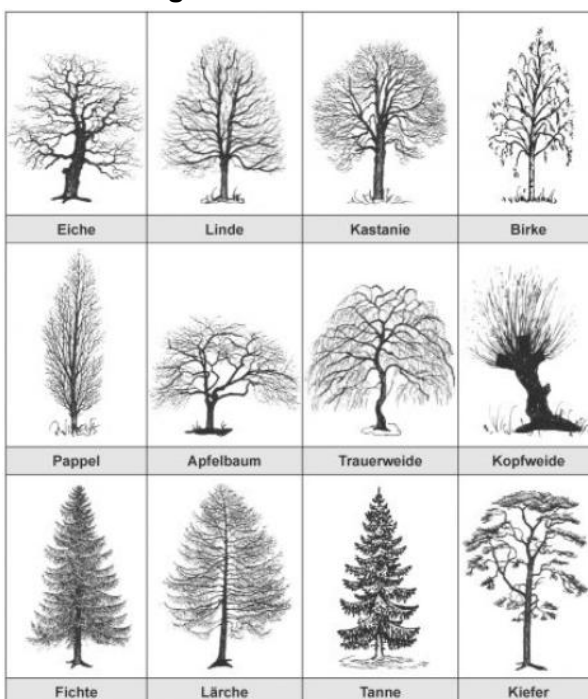 Eiche Linde Kastanie Birke
Pappel Apfelbaum Trauerweide Kopfweide
Fichte Lärche Tanne Kiefer